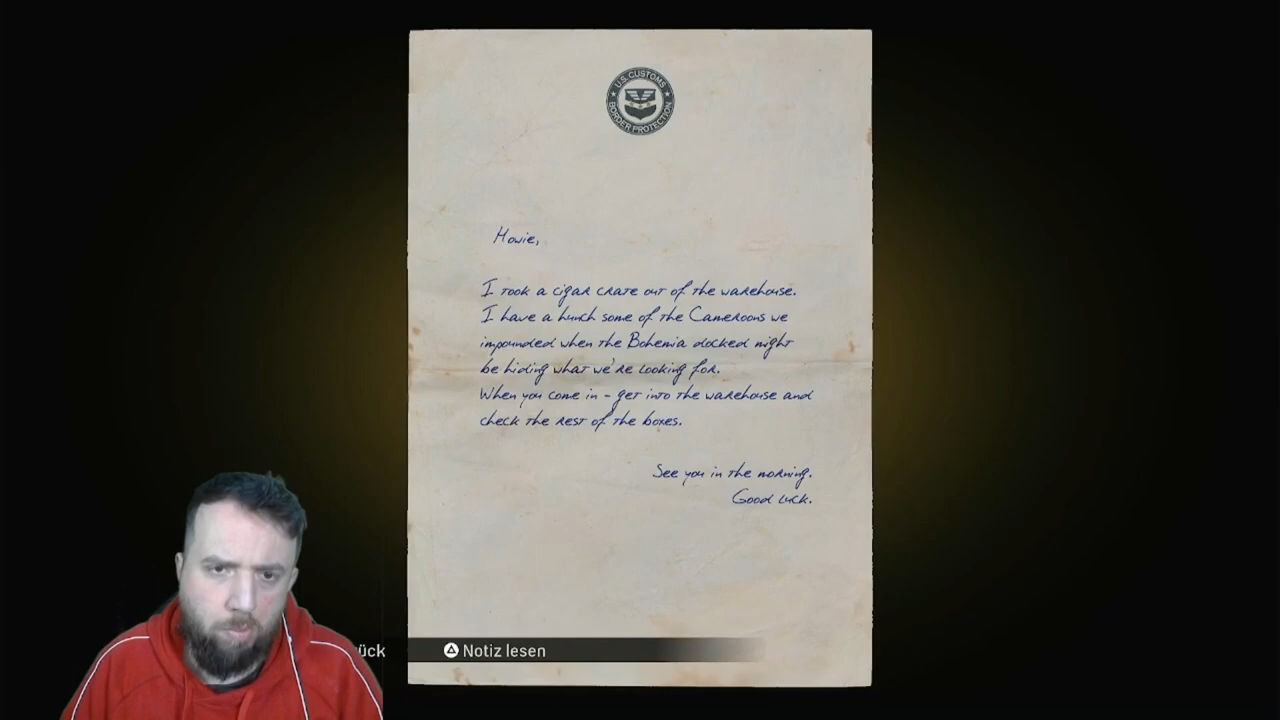 U.S. CUSTOMS
BORDER PROTECTION
Howie,
I took a cigar crate out of the warehouse.
I have a hunch some of the Cameroons we
impounded when the Bohemia docked might
be hiding what we're looking for.
When you come in - get into the warehouse and
check the rest of the boxes.
See you in the morning.
Good luck.
ück
Notiz lesen